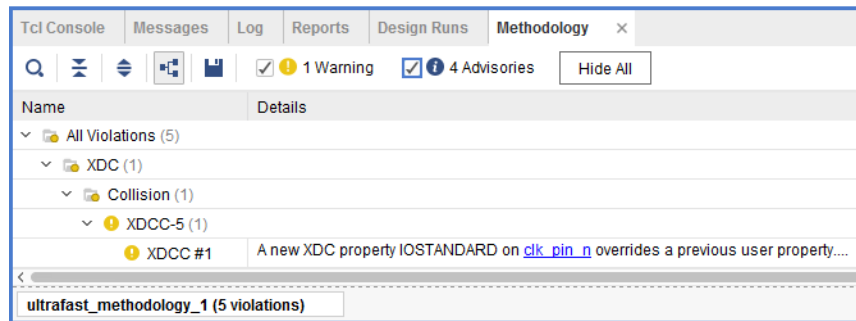 Tcl Console Messages Log Reports Design Runs Methodology ×
1 Warning 4 Advisories Hide All
Name Details
All Violations (5)
XDC (1)
Collision (1)
XDCC-5 (1)
XDCC #1 A new XDC property IOSTANDARD on clk_pin_n overrides a previous user property....
ultrafast_methodology_1 (5 violations)